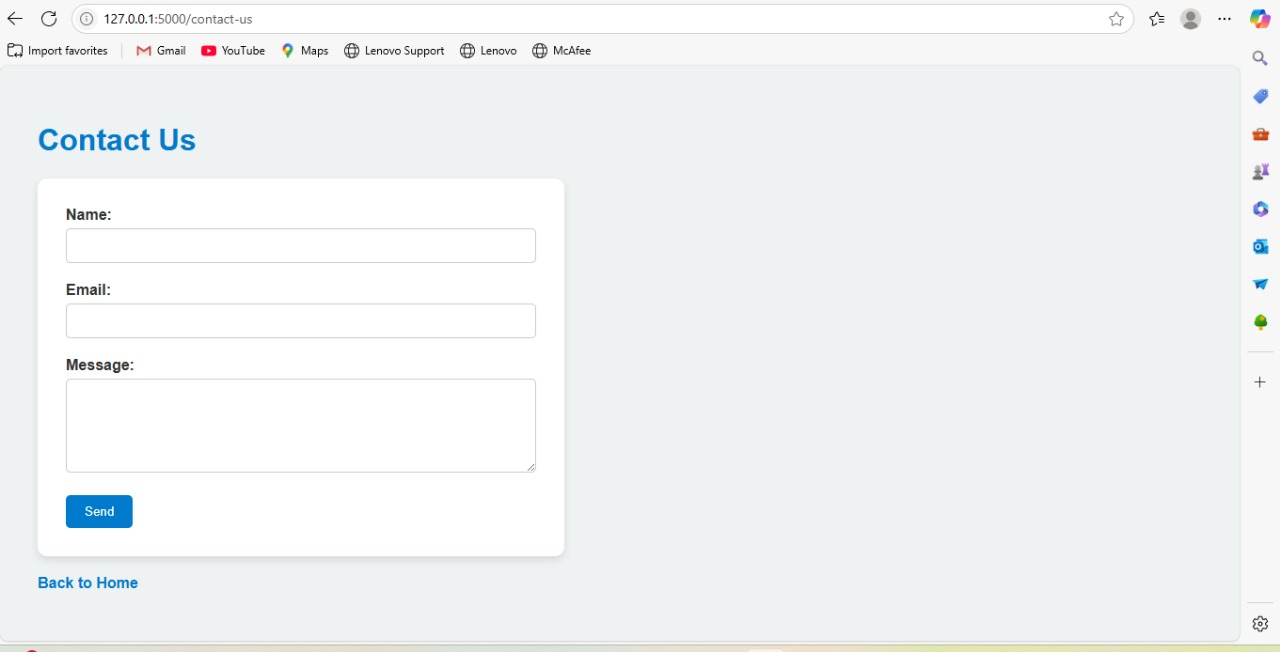 127.0.0.1:5000/contact-us
Import favorites Gmail YouTube Maps Lenovo Support Lenovo McAfee
Contact Us
Name:
Email:
Message:
Send
Back to Home